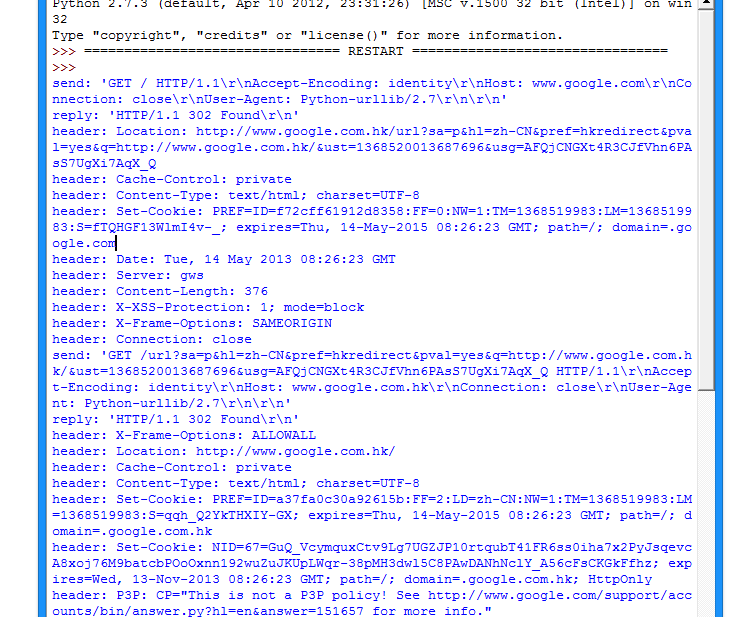 Python 2.7.3 (default, Apr 10 2012, 23:31:26) [MSC v.1500 32 bit (Intel)] on win
32
Type "copyright", "credits" or "license()" for more information.
>>> ================================ RESTART ================================
>>>
send: 'GET / HTTP/1.1\r\nAccept-Encoding: identity\r\nHost: www.google.com\r\nCo
nnection: close\r\nUser-Agent: Python-urllib/2.7\r\n\r\n'
reply: 'HTTP/1.1 302 Found\r\n'
header: Location: http://www.google.com.hk/url?sa=p&hl=zh-CN&pref=hkredirect&pva
l=yes&q=http://www.google.com.hk/&ust=1368520013687696&usg=AFQjCNGXt4R3CJfVhn6PA
sS7UgXi7AqX_Q
header: Cache-Control: private
header: Content-Type: text/html; charset=UTF-8
header: Set-Cookie: PREF=ID=f72cff61912d8358:FF=0:NW=1:TM=1368519983:LM=13685199
83:S=fTQHGF13WlmI4v-_; expires=Thu, 14-May-2015 08:26:23 GMT; path=/; domain=.go
ogle.com
header: Date: Tue, 14 May 2013 08:26:23 GMT
header: Server: gws
header: Content-Length: 376
header: X-XSS-Protection: 1; mode=block
header: X-Frame-Options: SAMEORIGIN
header: Connection: close
send: 'GET /url?sa=p&hl=zh-CN&pref=hkredirect&pval=yes&q=http://www.google.com.h
k/&ust=1368520013687696&usg=AFQjCNGXt4R3CJfVhn6PAsS7UgXi7AqX_Q HTTP/1.1\r\nAccep
t-Encoding: identity\r\nHost: www.google.com.hk\r\nConnection: close\r\nUser-Age
nt: Python-urllib/2.7\r\n\r\n'
reply: 'HTTP/1.1 302 Found\r\n'
header: X-Frame-Options: ALLOWALL
header: Location: http://www.google.com.hk/
header: Cache-Control: private
header: Content-Type: text/html; charset=UTF-8
header: Set-Cookie: PREF=ID=a37fa0c30a92615b:FF=2:LD=zh-CN:NW=1:TM=1368519983:LM
=1368519983:S=qqh_Q2YkTHXIY-GX; expires=Thu, 14-May-2015 08:26:23 GMT; path=/; d
omain=.google.com.hk
header: Set-Cookie: NID=67=GuQ_VcymquxCtv9Lg7UGZJP10rtqubT41FR6ss0iha7x2PyJsqevc
A8xoj76M9batcbPOoOxnn192wuZuJKUpLWqr-38pMH3dwl5C8PAwDANhNclY_A56cFsCKGkFfhz; exp
ires=Wed, 13-Nov-2013 08:26:23 GMT; path=/; domain=.google.com.hk; HttpOnly
header: P3P: CP="This is not a P3P policy! See http://www.google.com/support/acc
ounts/bin/answer.py?hl=en&answer=151657 for more info."